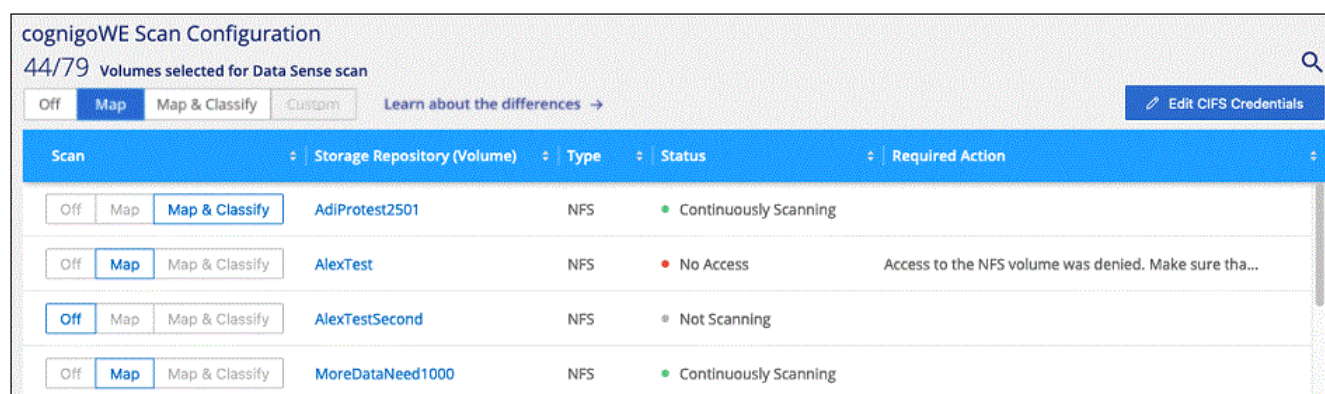 cognigoWE Scan Configuration
44/79 Volumes selected for Data Sense scan
Off Map Map & Classify Custom Learn about the differences → Edit CIFS Credentials
Scan Storage Repository (Volume) Type Status Required Action
Off Map Map & Classify AdiProtest2501 NFS Continuously Scanning
Off Map Map & Classify AlexTest NFS No Access Access to the NFS volume was denied. Make sure tha...
Off Map Map & Classify AlexTestSecond NFS Not Scanning
Off Map Map & Classify MoreDataNeed1000 NFS Continuously Scanning